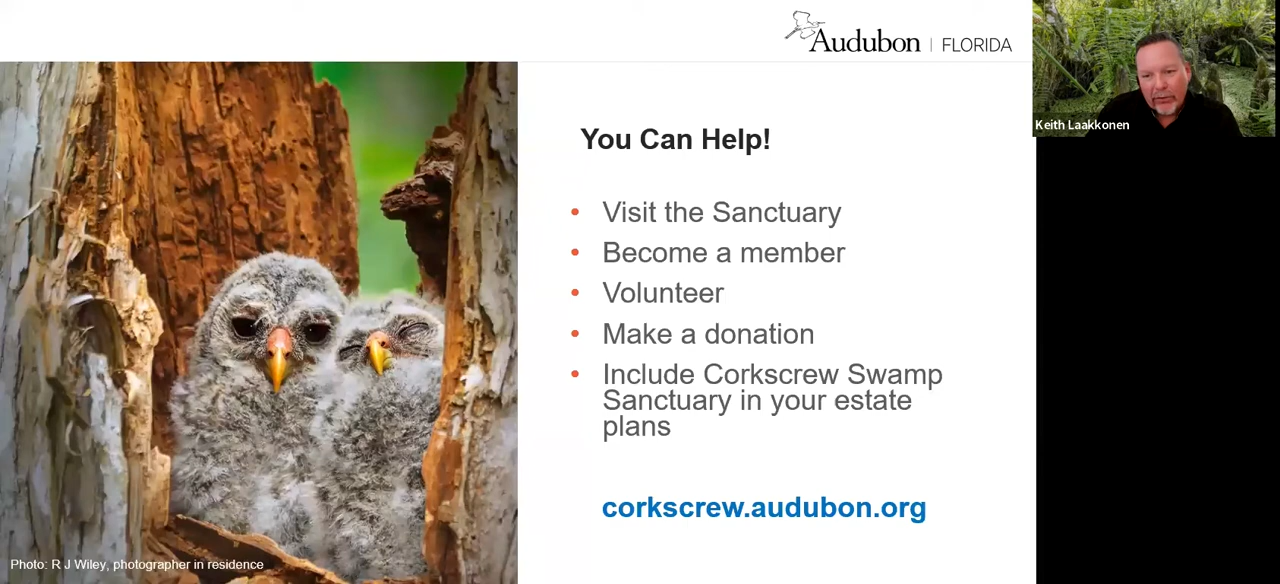 Audubon | FLORIDA
Keith Laakkonen
You Can Help!
• Visit the Sanctuary
• Become a member
• Volunteer
• Make a donation
• Include Corkscrew Swamp
Sanctuary in your estate
plans
corkscrew.audubon.org
Photo: R J Wiley, photographer in residence